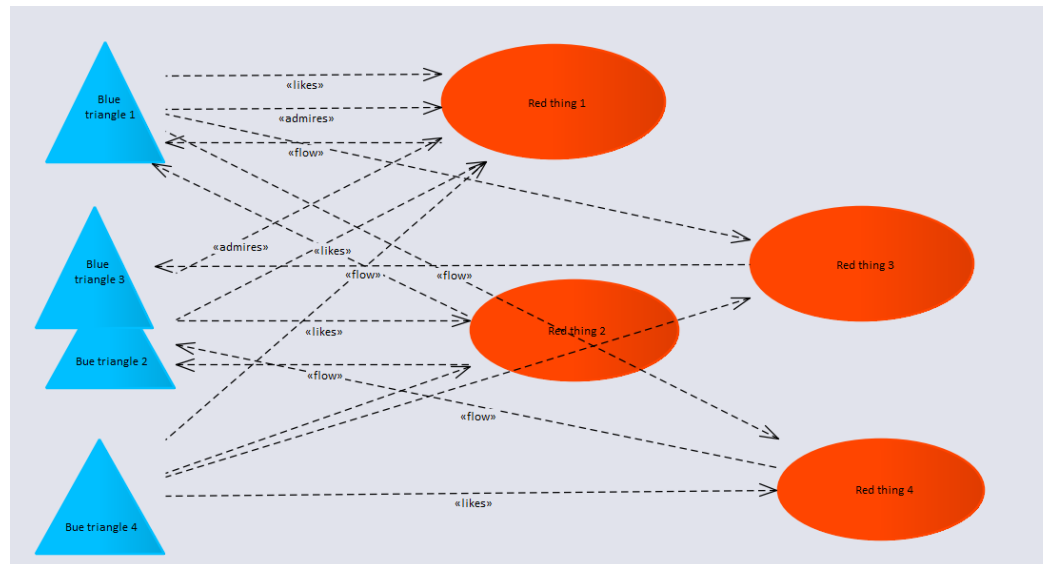 Blue
triangle 1
«likes»
«admires»
«flow»
Red thing 1
«admires»
«likes»
«flow»
«flow»
Blue
triangle 3
Red thing 3
«likes»
Red thing 2
Bue triangle 2
«flow»
«flow»
Bue triangle 4
«likes»
Red thing 4